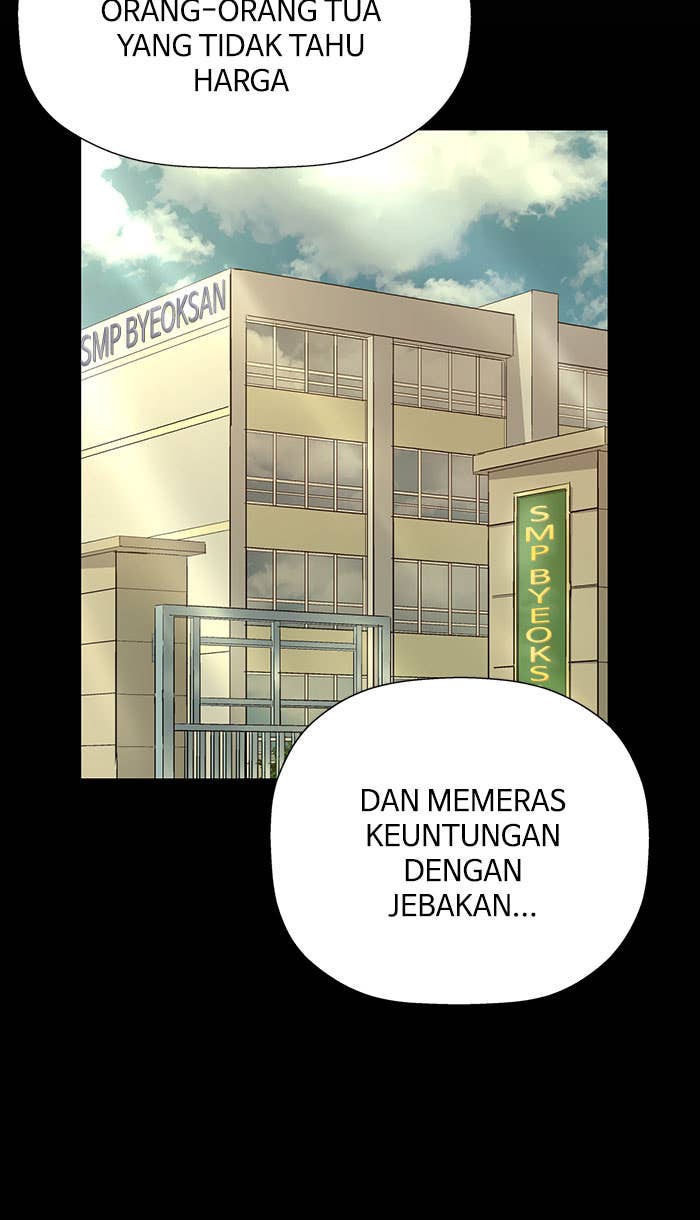 ORANG-ORANG TUA
YANG TIDAK TAHU
HARGA
SMP BYEOKSAN
SMP BYEOKS
DAN MEMERAS
KEUNTUNGAN
DENGAN
JEBAKAN...